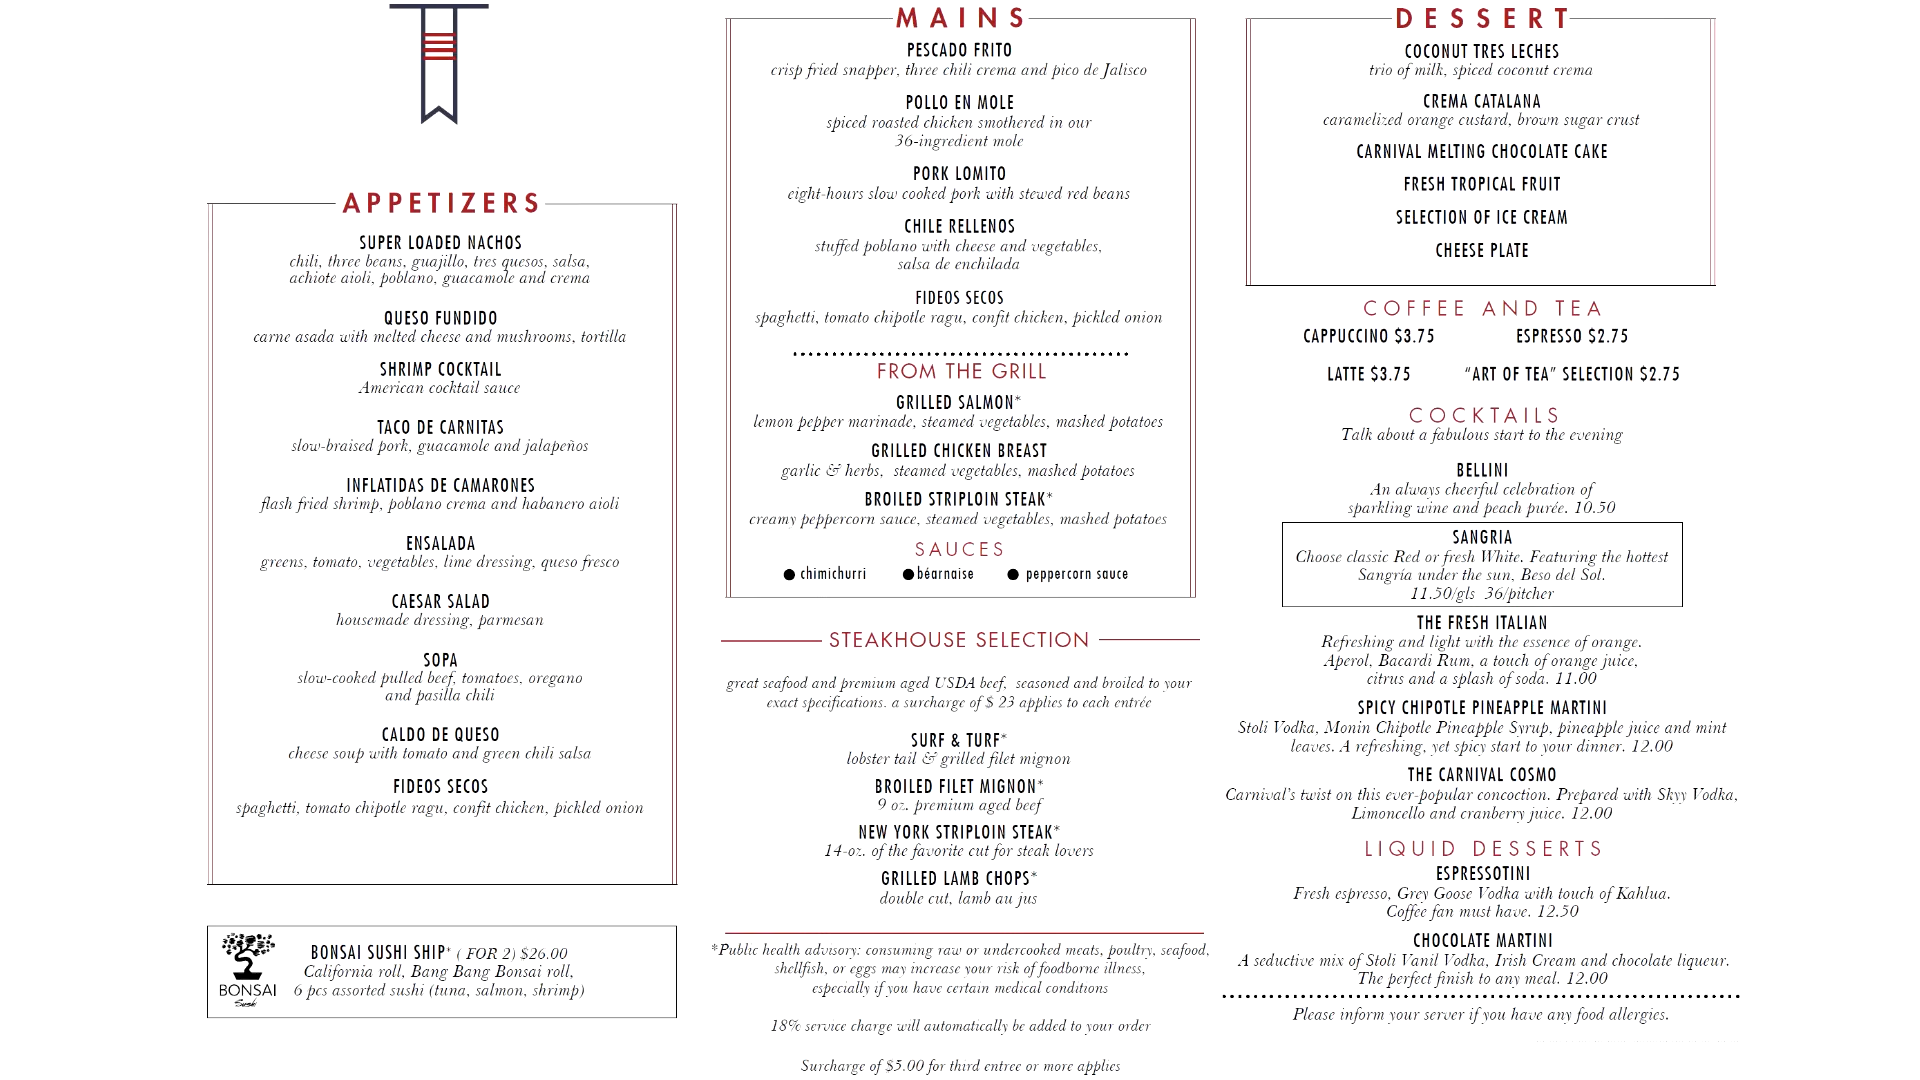 APPETIZERS
SUPER LOADED NACHOS
chili, three beans, guajillo, tres quesos, salsa,
achiote aioli, poblano, guacamole and crema
QUESO FUNDIDO
carne asada with melted cheese and mushrooms, tortilla
SHRIMP COCKTAIL
American cocktail sauce
TACO DE CARNITAS
slow-braised pork, guacamole and jalapeños
INFLATIDAS DE CAMARONES
flash fried shrimp, poblano crema and habanero aioli
ENSALADA
greens, tomato, vegetables, lime dressing, queso fresco
CAESAR SALAD
housemade dressing, parmesan
SOPA
slow-cooked pulled beef, tomatoes, oregano
and pasilla chili
CALDO DE QUESO
cheese soup with tomato and green chili salsa
FIDEOS SECOS
spaghetti, tomato chipotle ragu, confit chicken, pickled onion
BONSAI
Sushi
BONSAI SUSHI SHIP* ( FOR 2) $26.00
California roll, Bang Bang Bonsai roll,
6 pcs assorted sushi (tuna, salmon, shrimp)
MAINS
PESCADO FRITO
crisp fried snapper, three chili crema and pico de Jalisco
POLLO EN MOLE
spiced roasted chicken smothered in our
36-ingredient mole
PORK LOMITO
eight-hours slow cooked pork with stewed red beans
CHILE RELLENOS
stuffed poblano with cheese and vegetables,
salsa de enchilada
FIDEOS SECOS
spaghetti, tomato chipotle ragu, confit chicken, pickled onion
FROM THE GRILL
GRILLED SALMON*
lemon pepper marinade, steamed vegetables, mashed potatoes
GRILLED CHICKEN BREAST
garlic & herbs, steamed vegetables, mashed potatoes
BROILED STRIPLOIN STEAK*
creamy peppercorn sauce, steamed vegetables, mashed potatoes
SAUCES
● chimichurri ● béarnaise ● peppercorn sauce
STEAKHOUSE SELECTION
great seafood and premium aged USDA beef, seasoned and broiled to your
exact specifications. a surcharge of $ 23 applies to each entrée
SURF & TURF*
lobster tail & grilled filet mignon
BROILED FILET MIGNON*
9 oz. premium aged beef
NEW YORK STRIPLOIN STEAK*
14-oz. of the favorite cut for steak lovers
GRILLED LAMB CHOPS*
double cut, lamb au jus
*Public health advisory: consuming raw or undercooked meats, poultry, seafood,
shellfish, or eggs may increase your risk of foodborne illness,
especially if you have certain medical conditions
18% service charge will automatically be added to your order
Surcharge of $5.00 for third entree or more applies
DESSERT
COCONUT TRES LECHES
trio of milk, spiced coconut crema
CREMA CATALANA
caramelized orange custard, brown sugar crust
CARNIVAL MELTING CHOCOLATE CAKE
FRESH TROPICAL FRUIT
SELECTION OF ICE CREAM
CHEESE PLATE
COFFEE AND TEA
CAPPUCCINO $3.75 ESPRESSO $2.75
LATTE $3.75 “ART OF TEA” SELECTION $2.75
COCKTAILS
Talk about a fabulous start to the evening
BELLINI
An always cheerful celebration of
sparkling wine and peach purée. 10.50
SANGRIA
Choose classic Red or fresh White. Featuring the hottest
Sangría under the sun, Beso del Sol.
11.50/gls 36/pitcher
THE FRESH ITALIAN
Refreshing and light with the essence of orange.
Aperol, Bacardi Rum, a touch of orange juice,
citrus and a splash of soda. 11.00
SPICY CHIPOTLE PINEAPPLE MARTINI
Stoli Vodka, Monin Chipotle Pineapple Syrup, pineapple juice and mint
leaves. A refreshing, yet spicy start to your dinner. 12.00
THE CARNIVAL COSMO
Carnival’s twist on this ever-popular concoction. Prepared with Skyy Vodka,
Limoncello and cranberry juice. 12.00
LIQUID DESSERTS
ESPRESSOTINI
Fresh espresso, Grey Goose Vodka with touch of Kahlua.
Coffee fan must have. 12.50
CHOCOLATE MARTINI
A seductive mix of Stoli Vanil Vodka, Irish Cream and chocolate liqueur.
The perfect finish to any meal. 12.00
Please inform your server if you have any food allergies.